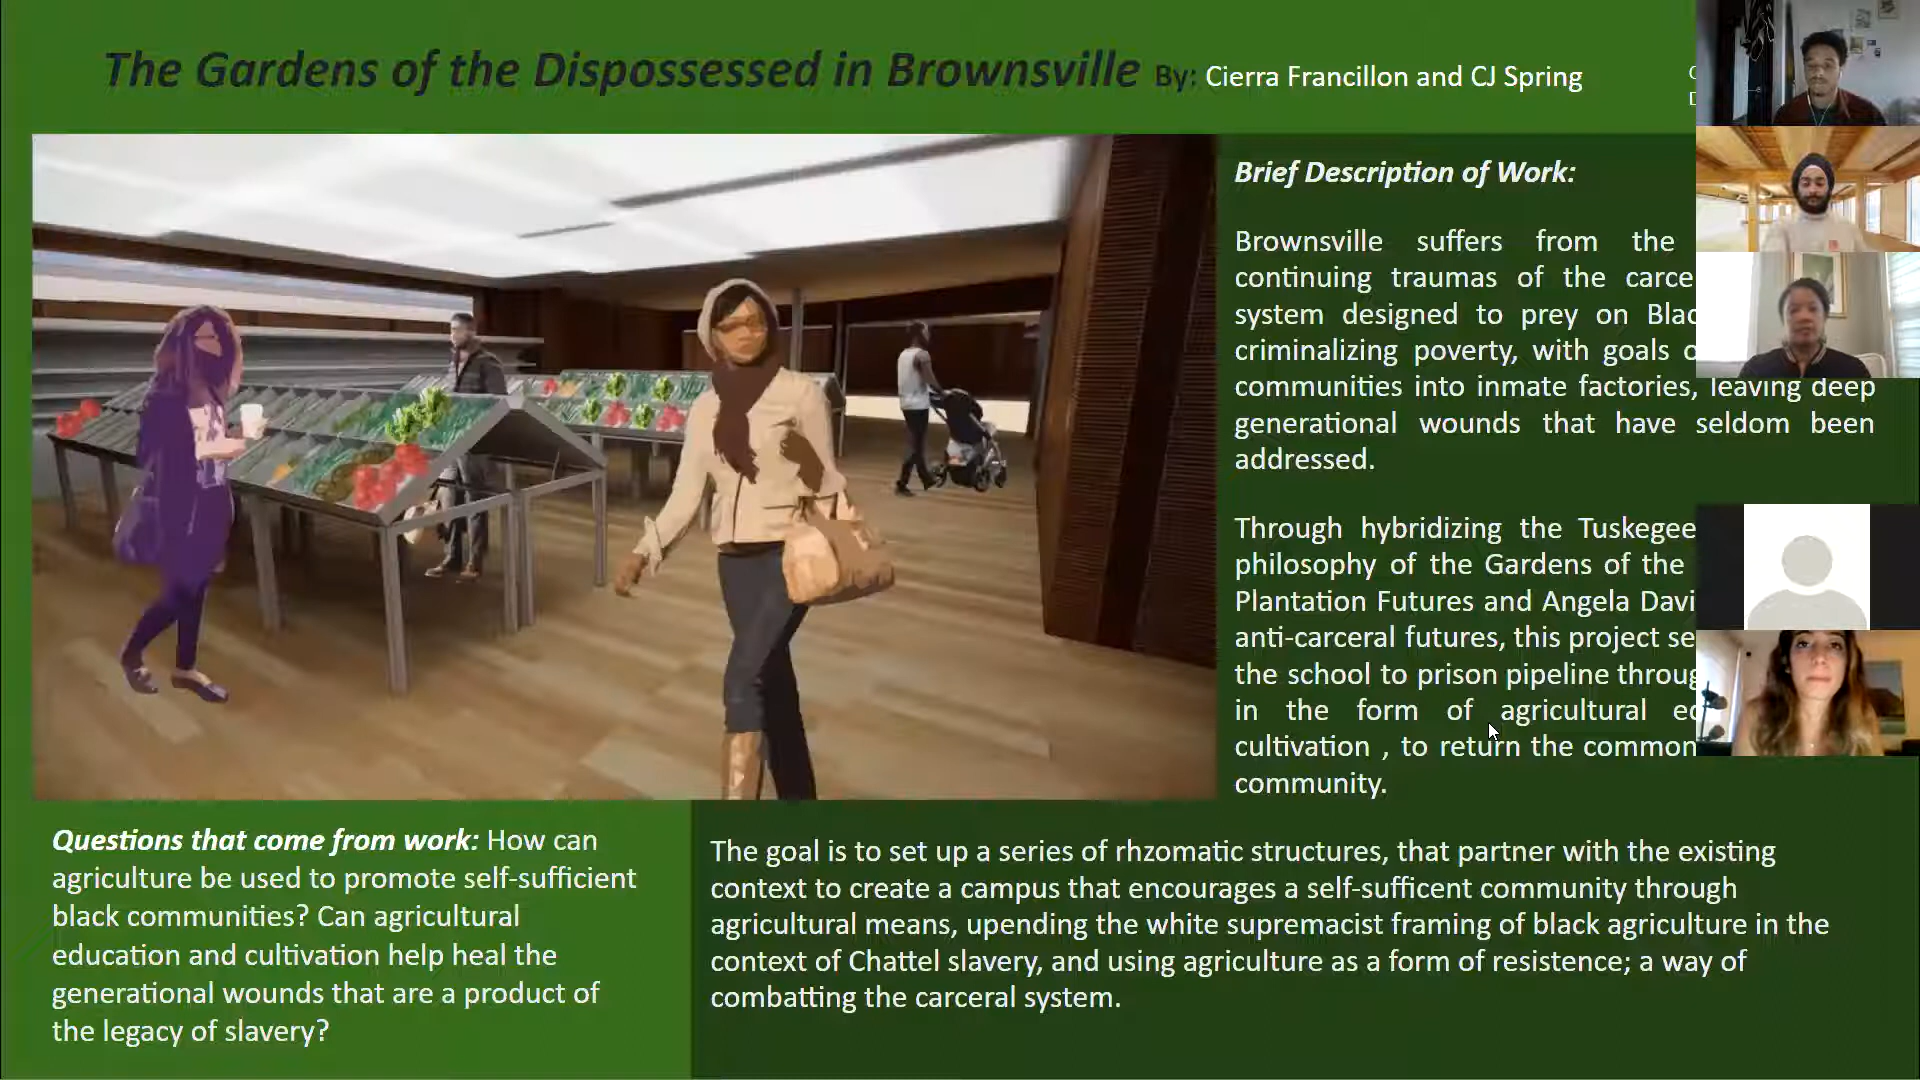 The Gardens of the Dispossessed in Brownsville By: Cierra Francillon and CJ Spring
Brief Description of Work:
Brownsville suffers from the
continuing traumas of the
system designed to prey on
criminalizing poverty, with goals
communities into inmate factories, leaving deep
generational wounds that have seldom been
addressed.
Through hybridizing the Tuskegee
philosophy of the Gardens of the
Plantation Futures and Angela
anti-carceral futures, this project
the school to prison pipeline
in the form of agricultural
cultivation , to return the
community.
Questions that come from work: How can
agriculture be used to promote self-sufficient
black communities? Can agricultural
education and cultivation help heal the
generational wounds that are a product of
the legacy of slavery?
The goal is to set up a series of rhzomatic structures, that partner with the existing
context to create a campus that encourages a self-sufficent community through
agricultural means, upending the white supremacist framing of black agriculture in the
context of Chattel slavery, and using agriculture as a form of resistence; a way of
combatting the carceral system.